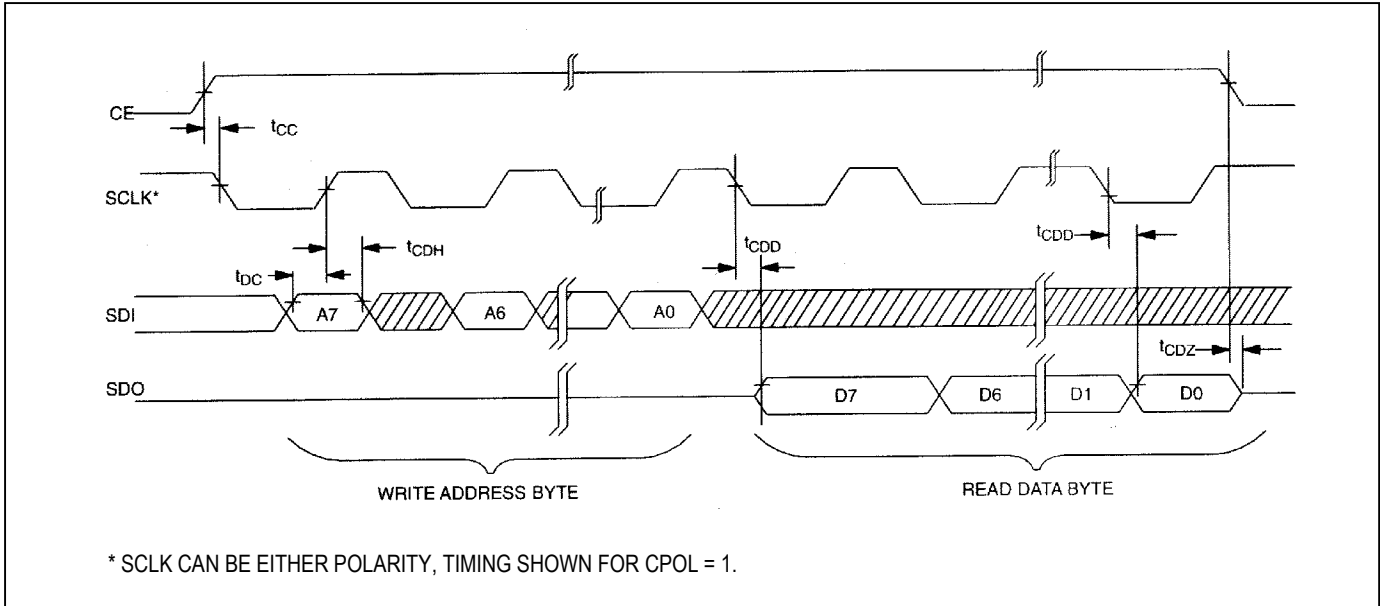 CE
tCC
SCLK*
tCDH
tCDD
tCDD
tDC
SDI
A7
A6
A0
tCDZ
SDO
D7
D6
D1
D0
WRITE ADDRESS BYTE
READ DATA BYTE
* SCLK CAN BE EITHER POLARITY, TIMING SHOWN FOR CPOL = 1.